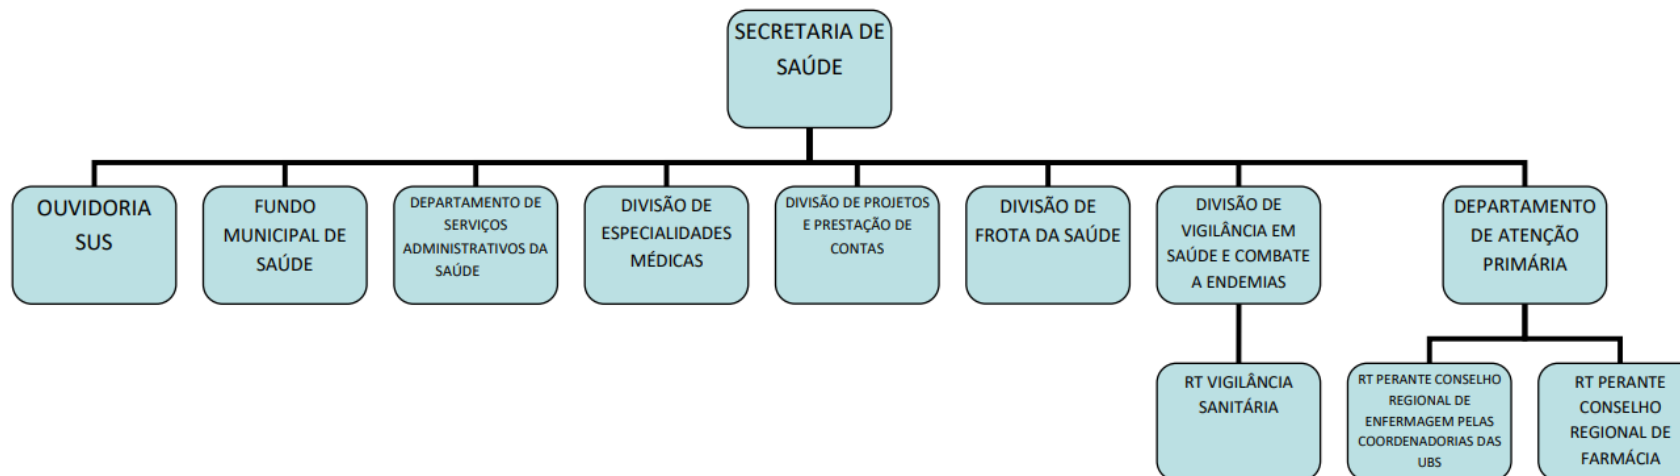 SECRETARIA DE
SAÚDE
OUVIDORIA
SUS
FUNDO
MUNICIPAL DE
SAÚDE
DEPARTAMENTO DE
SERVIÇOS
ADMINISTRATIVOS DA
SAÚDE
DIVISÃO DE
ESPECIALIDADES
MÉDICAS
DIVISÃO DE PROJETOS
E PRESTAÇÃO DE
CONTAS
DIVISÃO DE
FROTA DA SAÚDE
DIVISÃO DE
VIGILÂNCIA EM
SAÚDE E COMBATE
A ENDEMIAS
DEPARTAMENTO
DE ATENÇÃO
PRIMÁRIA
RT VIGILÂNCIA
SANITÁRIA
RT PERANTE CONSELHO
REGIONAL DE
ENFERMAGEM PELAS
COORDENADORIAS DAS
UBS
RT PERANTE
CONSELHO
REGIONAL DE
FARMÁCIA